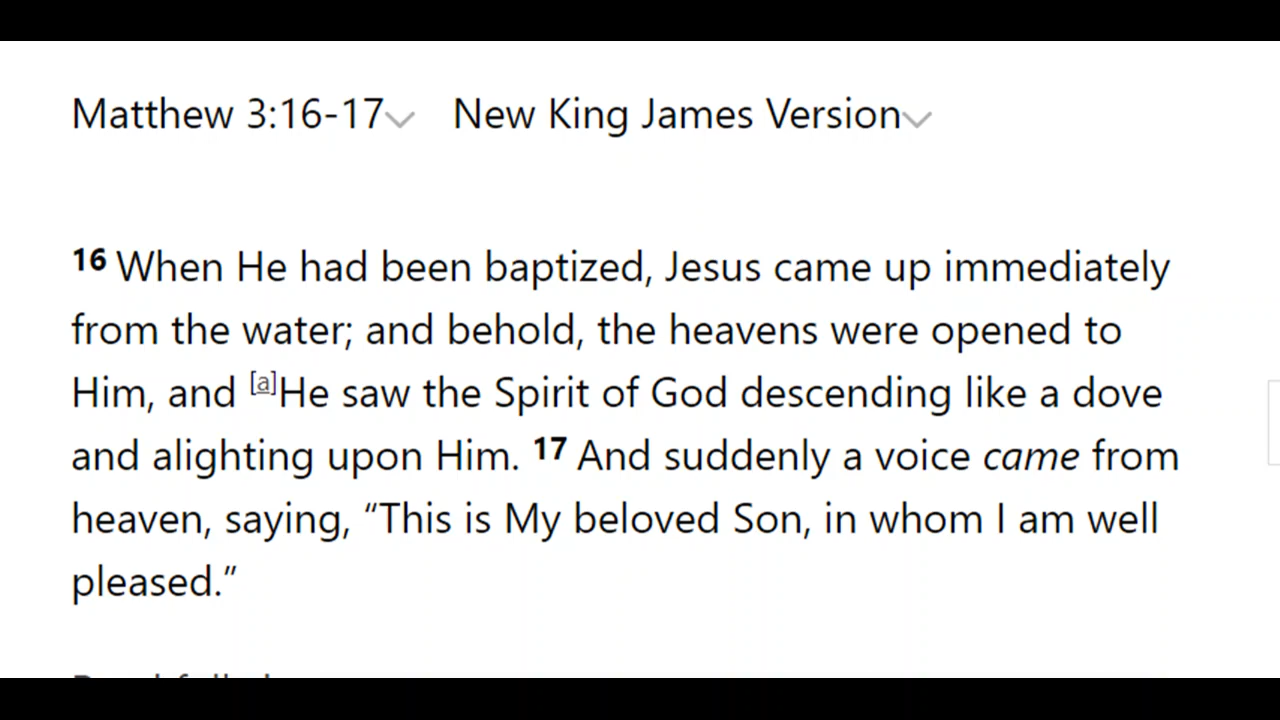 Matthew 3:16-17 New King James Version
16 When He had been baptized, Jesus came up immediately
from the water; and behold, the heavens were opened to
Him, and [a]He saw the Spirit of God descending like a dove
and alighting upon Him. 17 And suddenly a voice came from
heaven, saying, “This is My beloved Son, in whom I am well
pleased.”